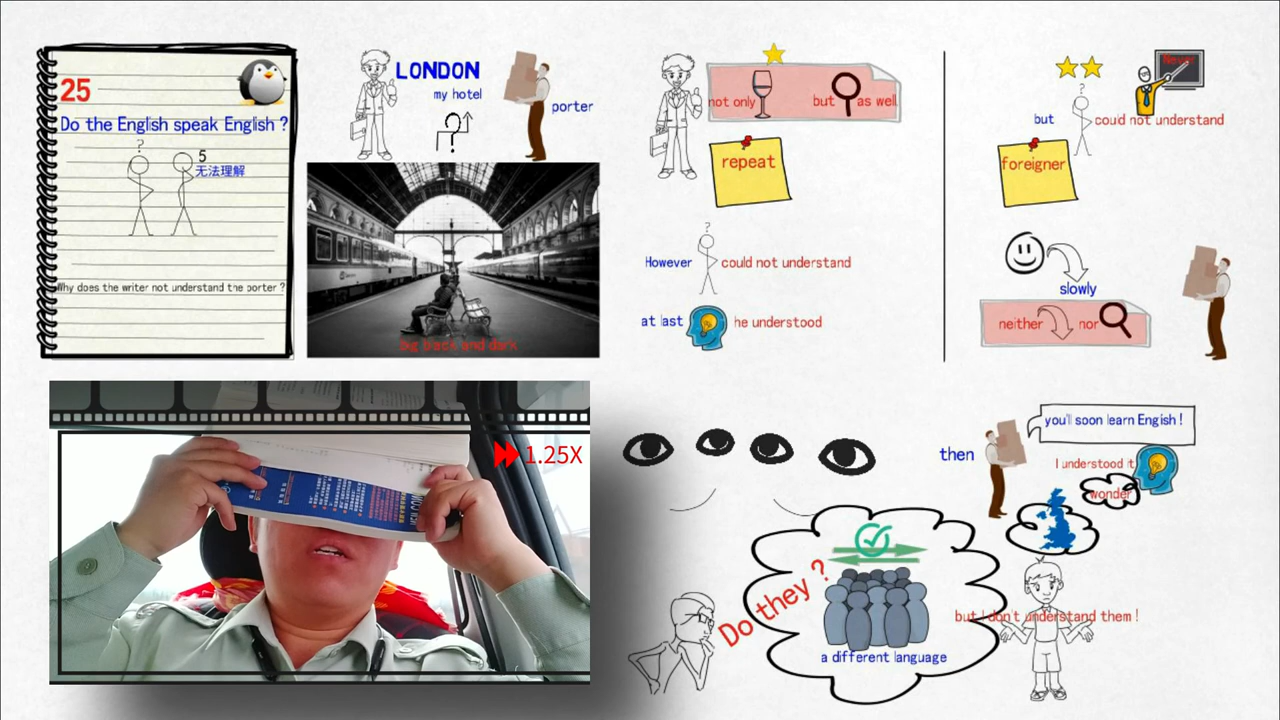 25
Do the English speak English ?
?
5
无法理解
Why does the writer not understand the porter ?
LONDON
my hotel
?
porter
big black and dark
not only
but
as well
repeat
?
However
could not understand
at last
he understood
Never
?
but
could not understand
foreigner
slowly
neither
nor
1.25X
then
you'll soon learn Engish !
I understood it
wonder
Do they ?
a different language
but I don't understand them !